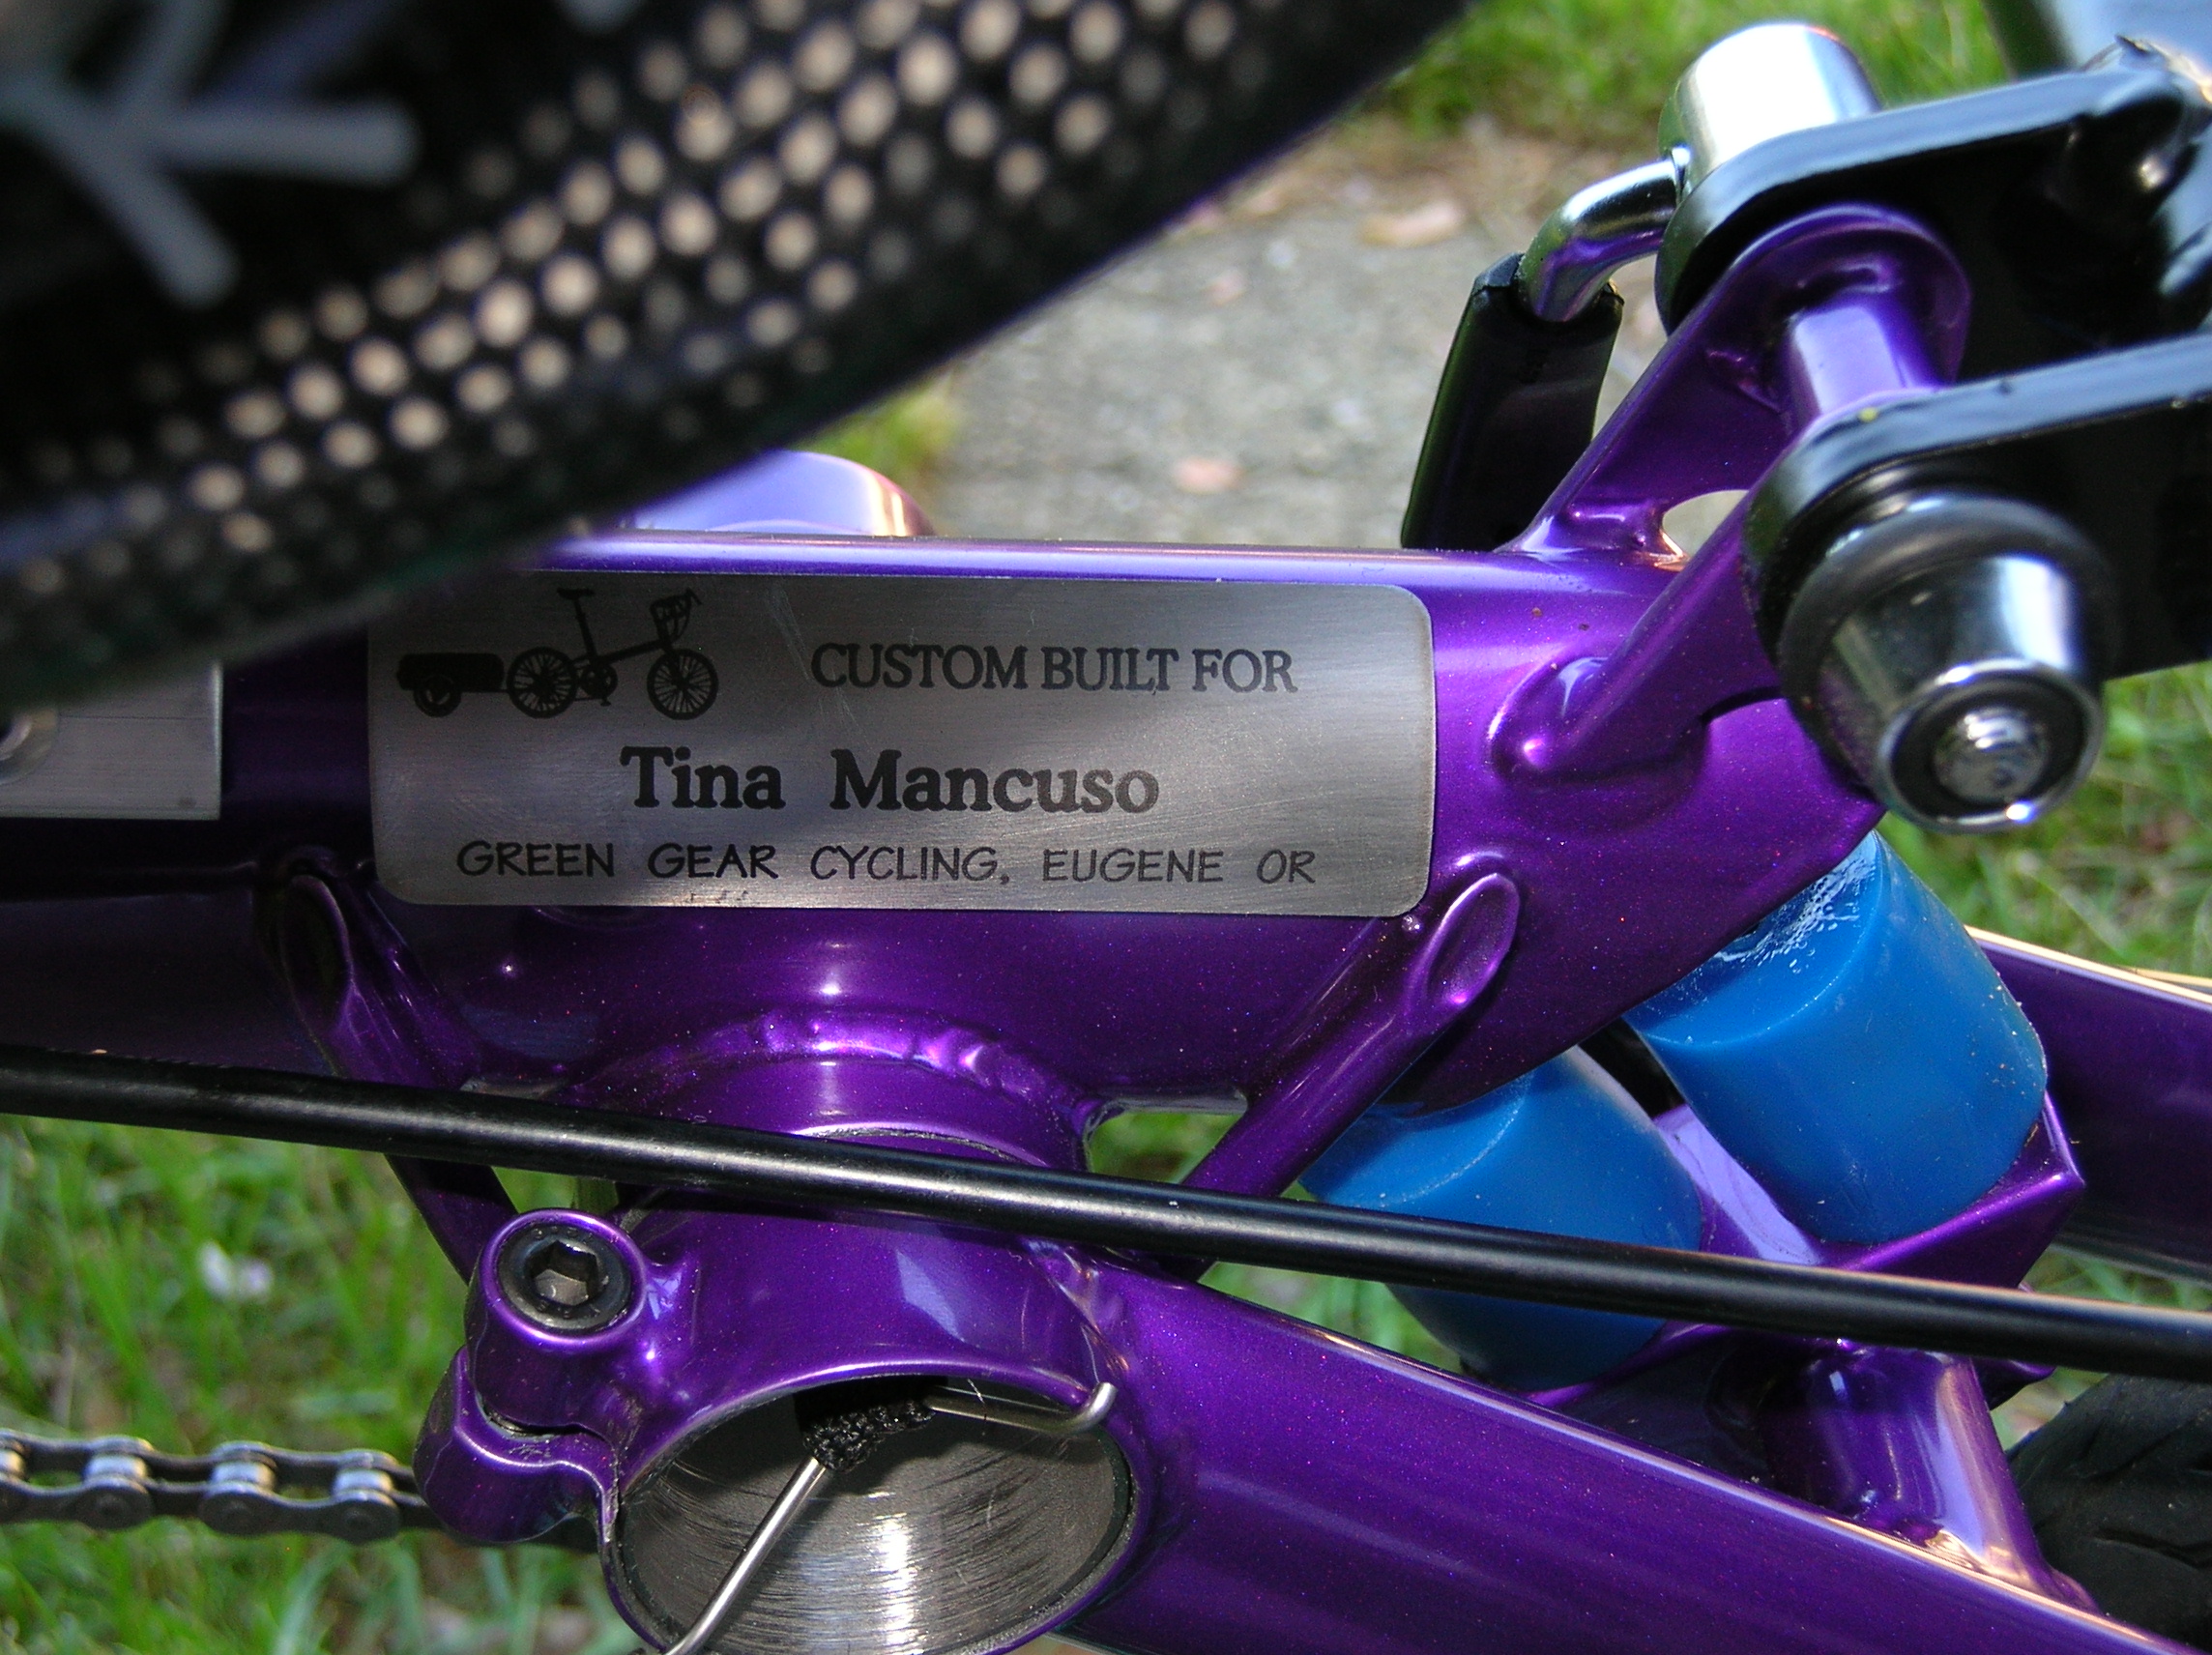 CUSTOM BUILT FOR
Tina Mancuso
GREEN GEAR CYCLING, EUGENE OR